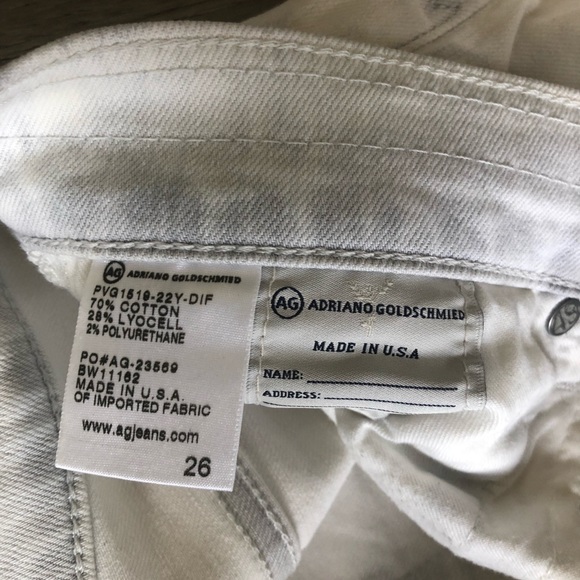 AG ADRIANO GOLDSCHMIED
PVG1519-22Y-DIF
70% COTTON
28% LYOCELL
2% POLYURETHANE
PO#AG-23569
BW11162
MADE IN U.S.A.
OF IMPORTED FABRIC
www.agjeans.com
26
AG ADRIANO GOLDSCHMIED
MADE IN U.S.A
NAME:
ADDRESS: